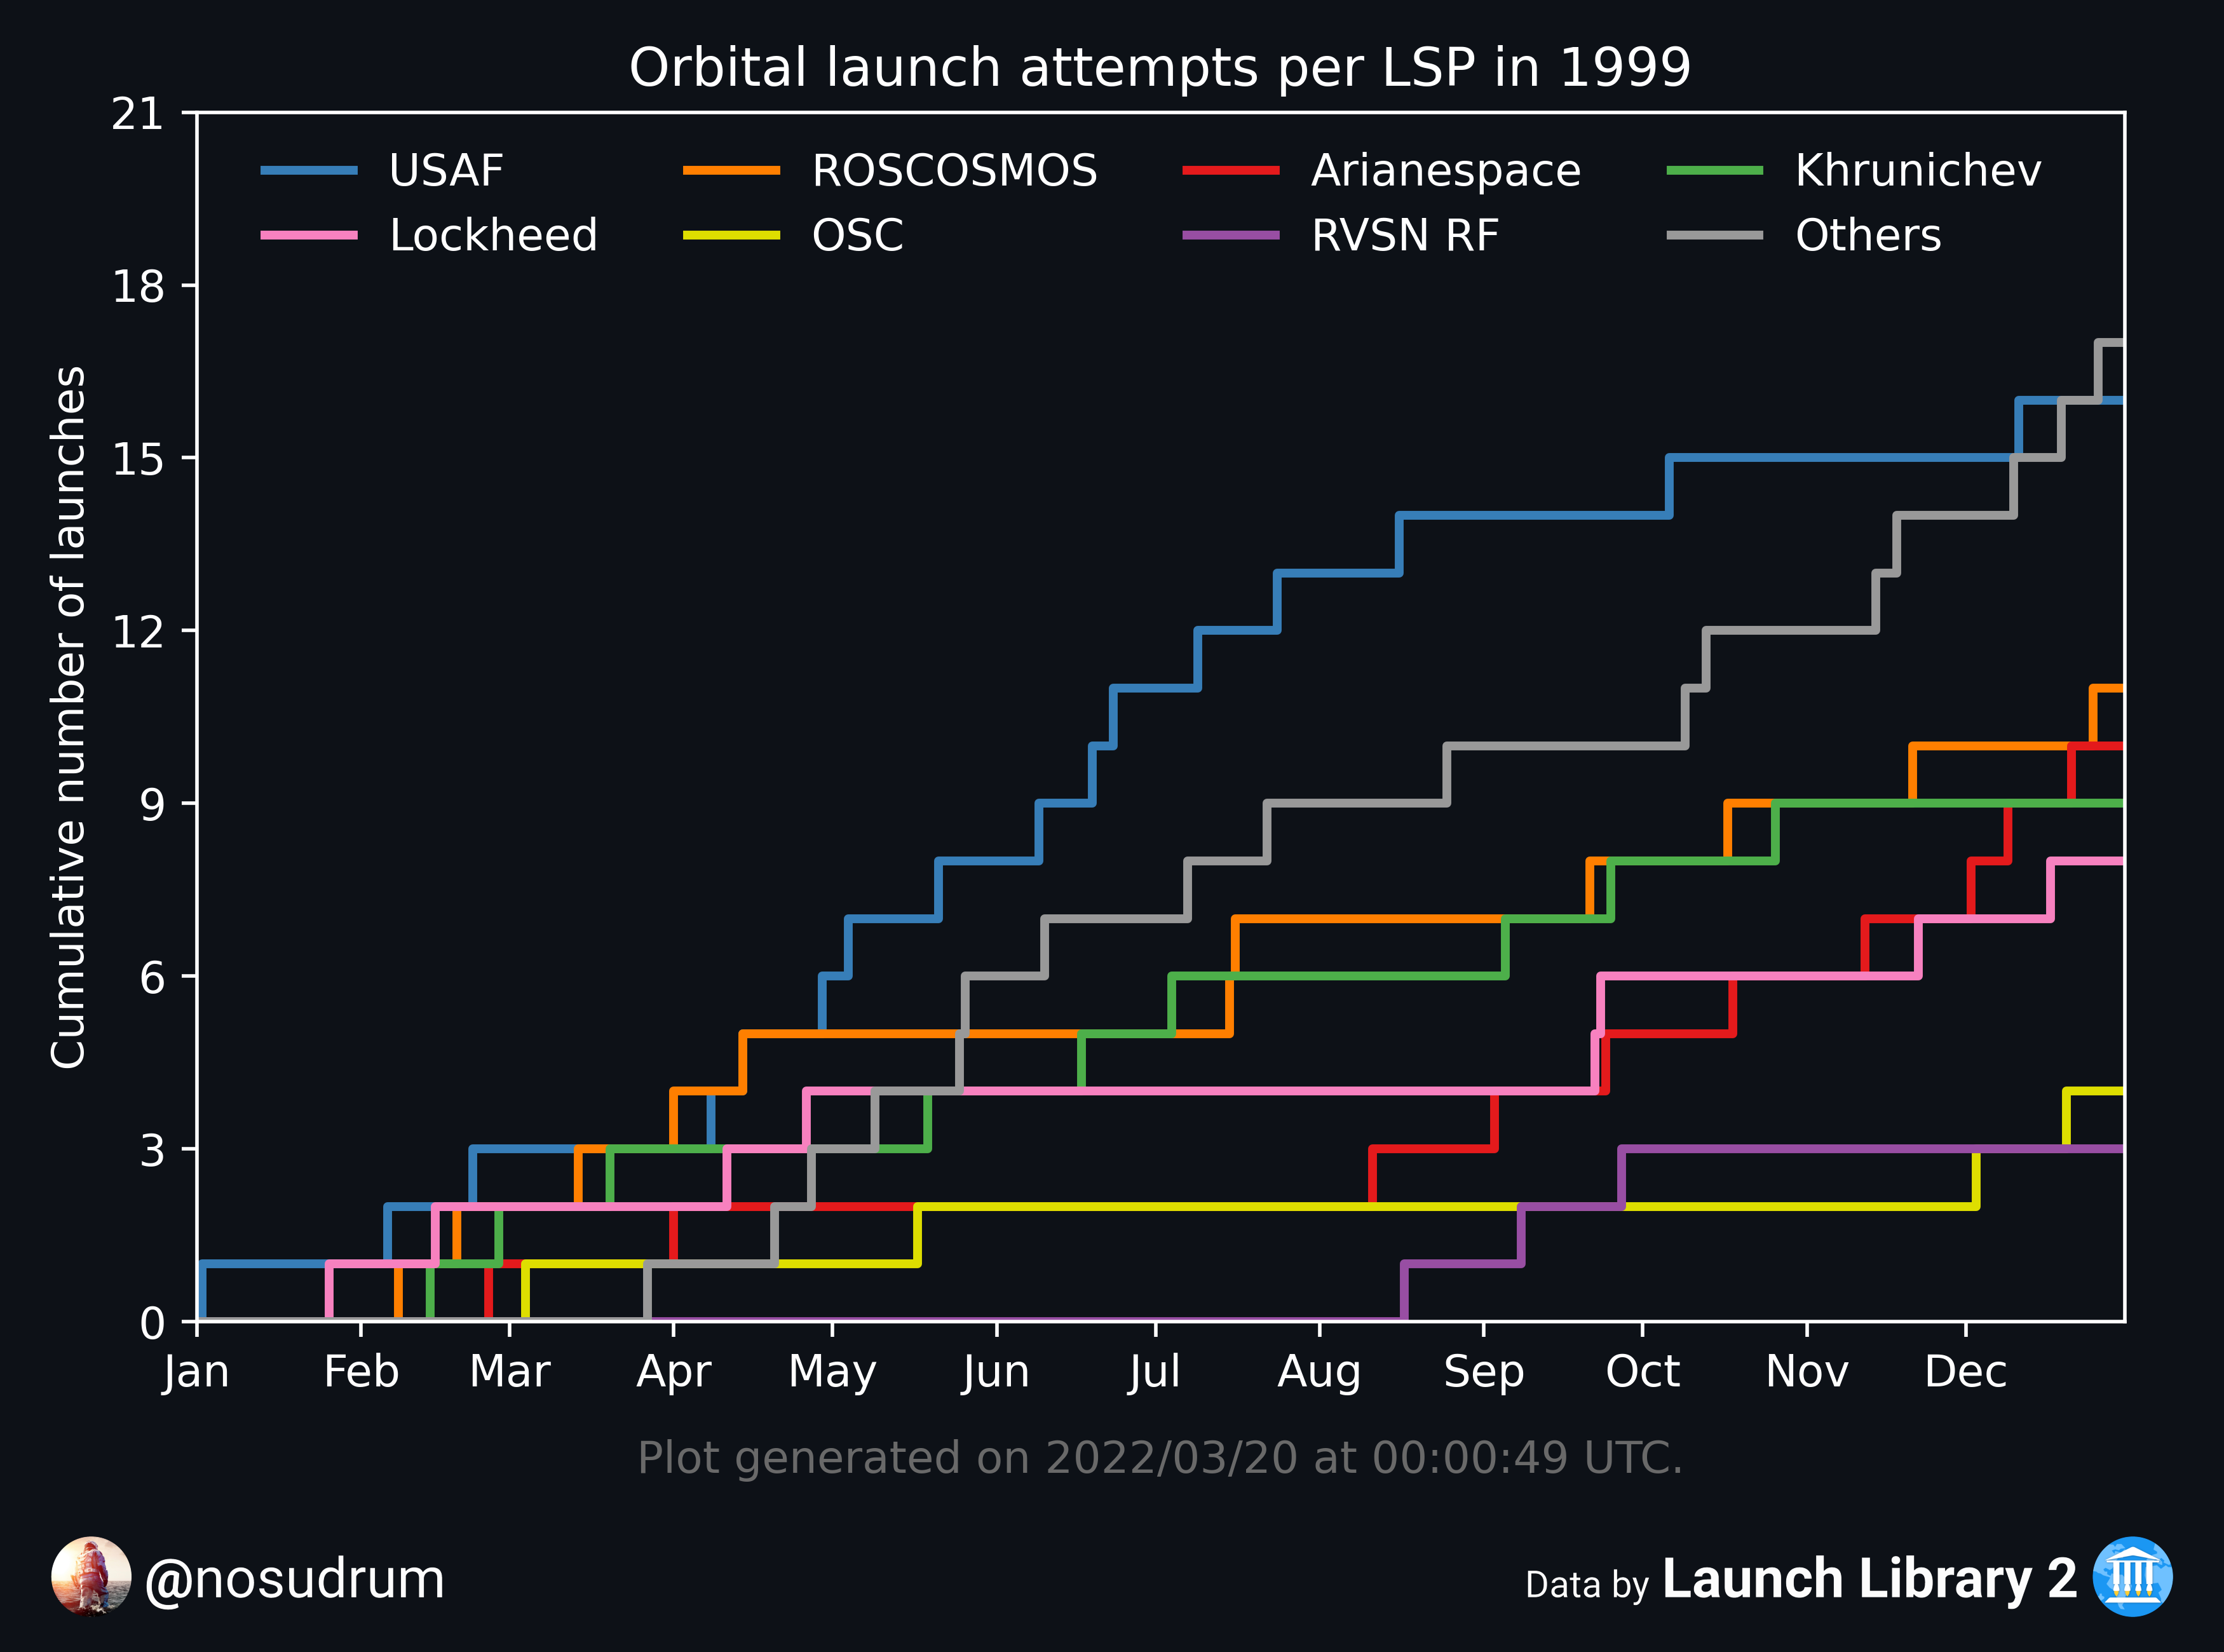 Orbital launch attempts per LSP in 1999
USAF
ROSCOSMOS
Arianespace
Khrunichev
Lockheed
OSC
RVSN RF
Others
Cumulative number of launches
21
18
15
12
9
6
3
0
Jan Feb Mar Apr May Jun Jul Aug Sep Oct Nov Dec
Plot generated on 2022/03/20 at 00:00:49 UTC.
@nosudrum
Data by Launch Library 2